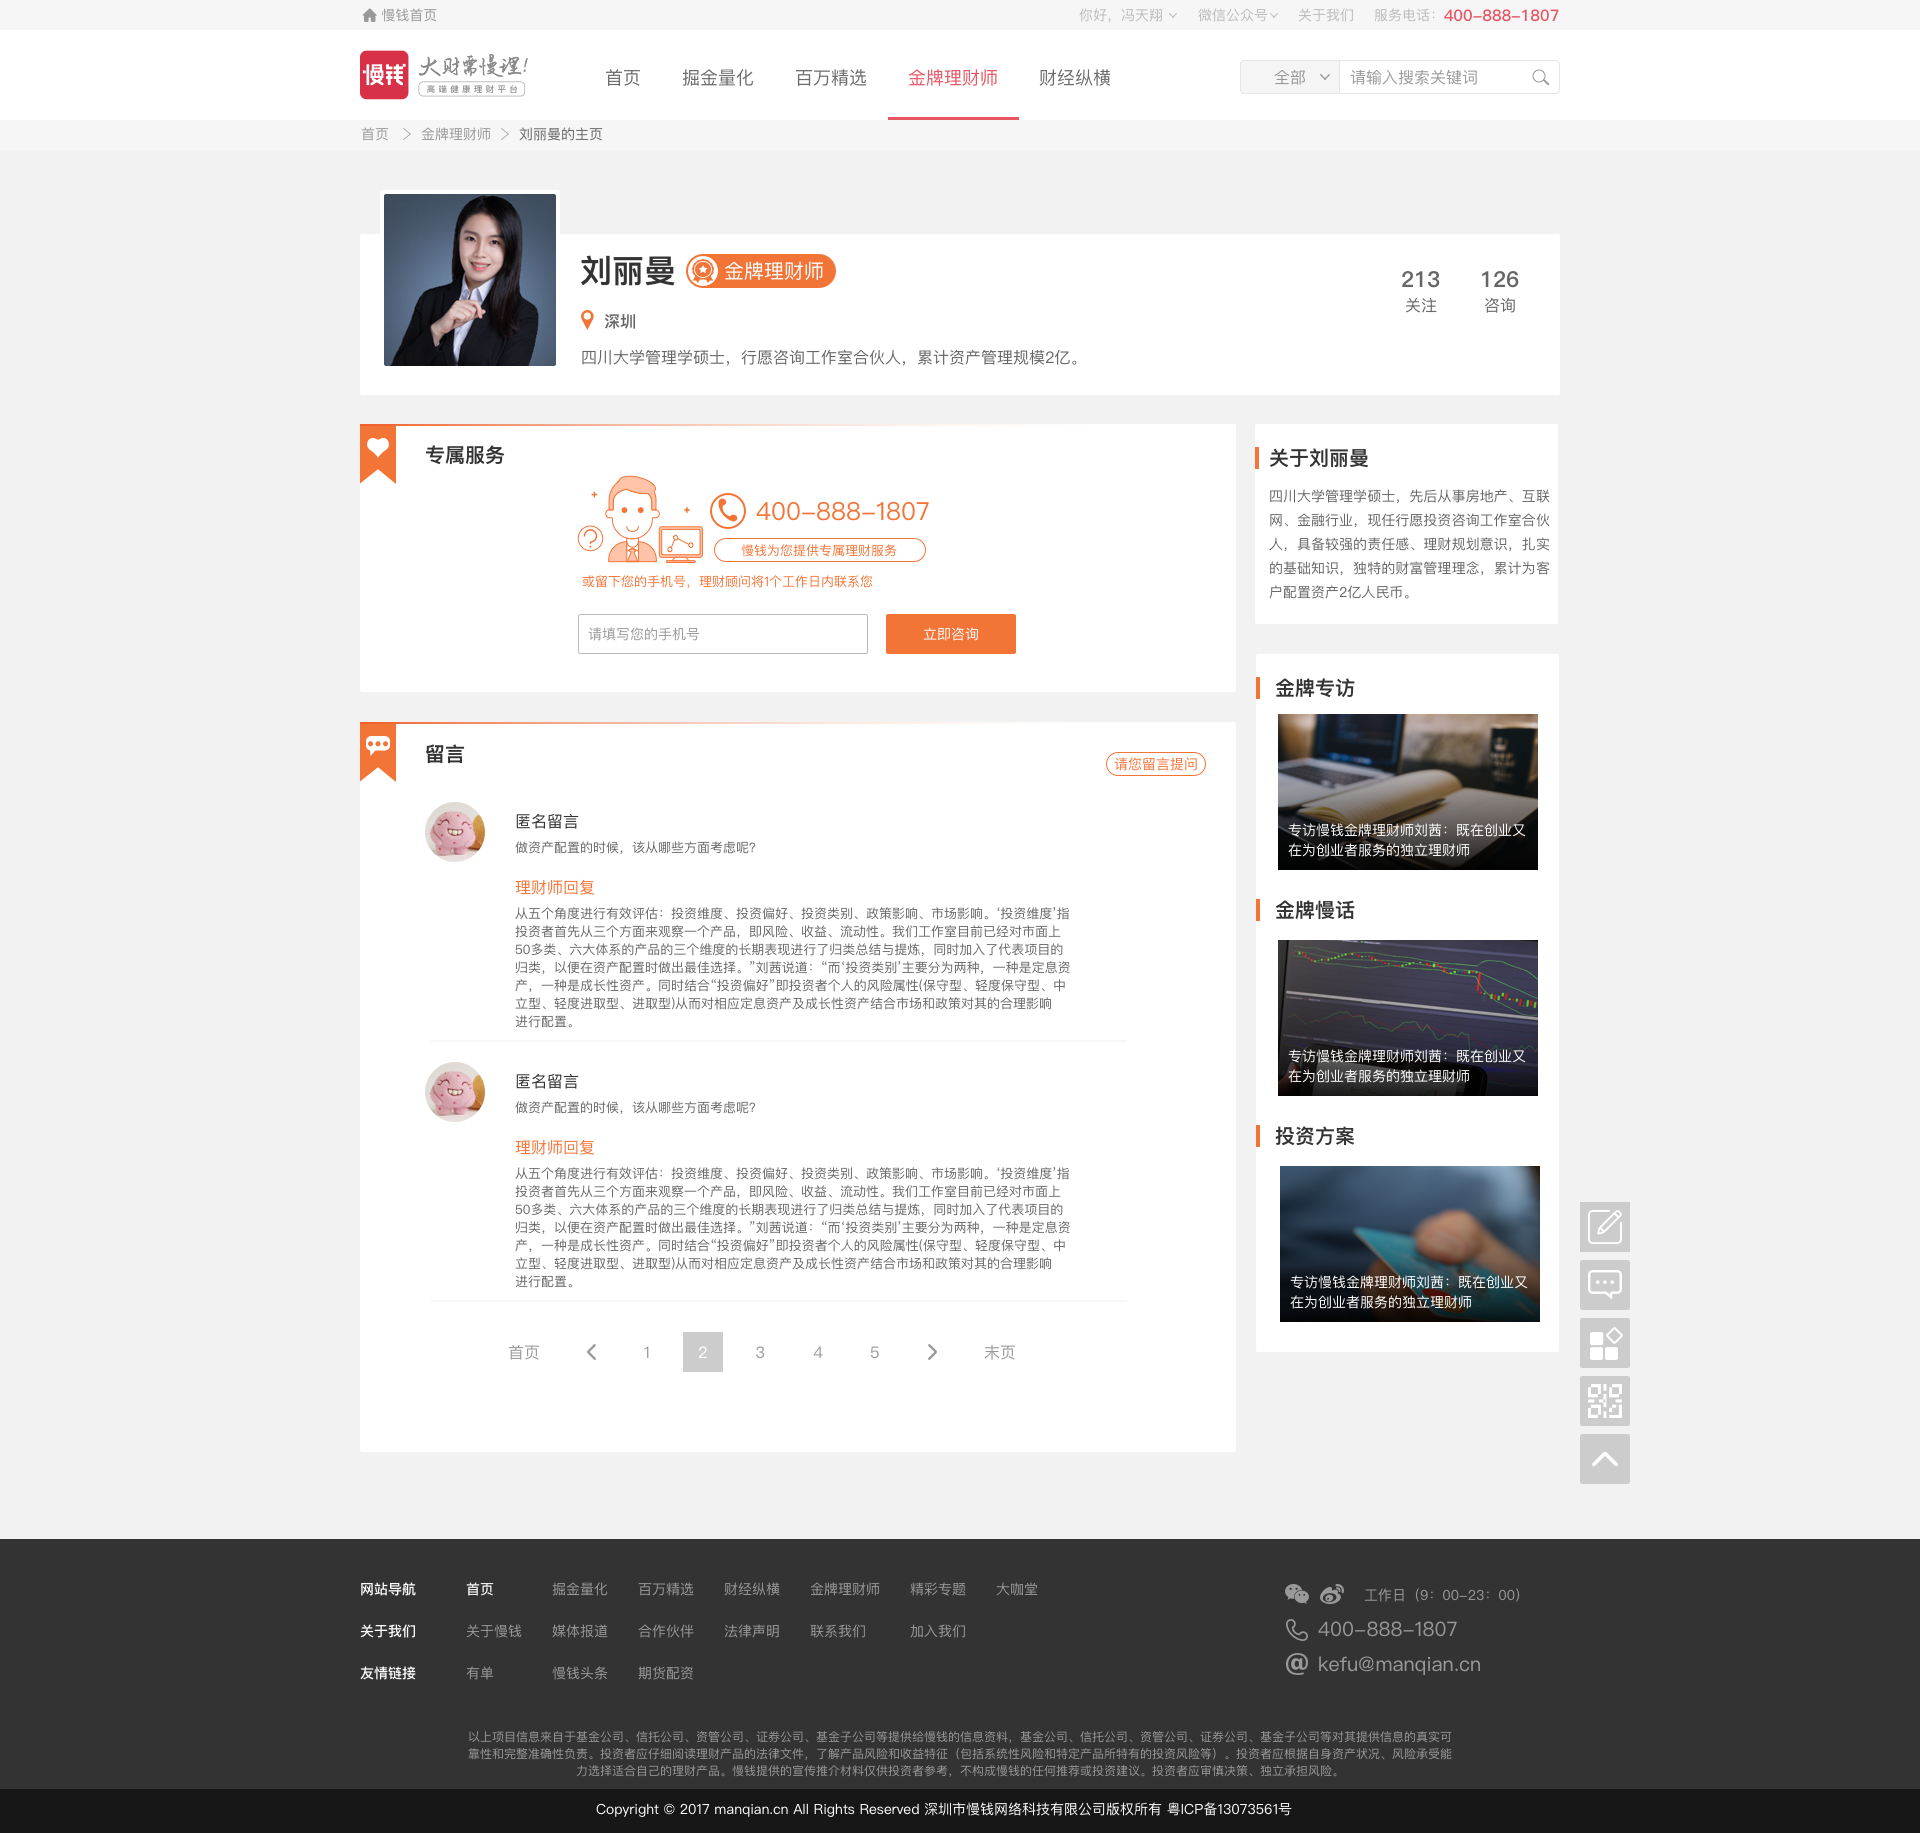 慢钱首页
你好，冯天翔 微信公众号 关于我们 服务电话：400-888-1807
慢钱 大财需慢理！
高端健康理财平台
首页 掘金量化 百万精选 金牌理财师 财经纵横
全部 请输入搜索关键词
首页 > 金牌理财师 > 刘丽曼的主页
刘丽曼 金牌理财师
213 126
关注 咨询
深圳
四川大学管理学硕士，行愿咨询工作室合伙人，累计资产管理规模2亿。
专属服务
400-888-1807
慢钱为您提供专属理财服务
或留下您的手机号，理财顾问将1个工作日内联系您
请填写您的手机号 立即咨询
关于刘丽曼
四川大学管理学硕士，先后从事房地产、互联
网、金融行业，现任行愿投资咨询工作室合伙
人，具备较强的责任感、理财规划意识，扎实
的基础知识，独特的财富管理理念，累计为客
户配置资产2亿人民币。
留言
请您留言提问
匿名留言
做资产配置的时候，该从哪些方面考虑呢？
理财师回复
从五个角度进行有效评估：投资维度、投资偏好、投资类别、政策影响、市场影响。‘投资维度’指
投资者首先从三个方面来观察一个产品，即风险、收益、流动性。我们工作室目前已经对市面上
50多类、六大体系的产品的三个维度的长期表现进行了归类总结与提炼，同时加入了代表项目的
归类，以便在资产配置时做出最佳选择。”刘茜说道：“而‘投资类别’主要分为两种，一种是定息资
产，一种是成长性资产。同时结合“投资偏好”即投资者个人的风险属性(保守型、轻度保守型、中
立型、轻度进取型、进取型)从而对相应定息资产及成长性资产结合市场和政策对其的合理影响
进行配置。
匿名留言
做资产配置的时候，该从哪些方面考虑呢？
理财师回复
从五个角度进行有效评估：投资维度、投资偏好、投资类别、政策影响、市场影响。‘投资维度’指
投资者首先从三个方面来观察一个产品，即风险、收益、流动性。我们工作室目前已经对市面上
50多类、六大体系的产品的三个维度的长期表现进行了归类总结与提炼，同时加入了代表项目的
归类，以便在资产配置时做出最佳选择。”刘茜说道：“而‘投资类别’主要分为两种，一种是定息资
产，一种是成长性资产。同时结合“投资偏好”即投资者个人的风险属性(保守型、轻度保守型、中
立型、轻度进取型、进取型)从而对相应定息资产及成长性资产结合市场和政策对其的合理影响
进行配置。
首页 1 2 3 4 5 末页
金牌专访
专访慢钱金牌理财师刘茜：既在创业又
在为创业者服务的独立理财师
金牌慢话
专访慢钱金牌理财师刘茜：既在创业又
在为创业者服务的独立理财师
投资方案
专访慢钱金牌理财师刘茜：既在创业又
在为创业者服务的独立理财师
网站导航 首页 掘金量化 百万精选 财经纵横 金牌理财师 精彩专题 大咖堂
关于我们 关于慢钱 媒体报道 合作伙伴 法律声明 联系我们 加入我们
友情链接 有单 慢钱头条 期货配资
工作日（9：00-23：00）
400-888-1807
kefu@manqian.cn
以上项目信息来自于基金公司、信托公司、资管公司、证券公司、基金子公司等提供给慢钱的信息资料，基金公司、信托公司、资管公司、证券公司、基金子公司等对其提供信息的真实可
靠性和完整准确性负责。投资者应仔细阅读理财产品的法律文件，了解产品风险和收益特征（包括系统性风险和特定产品所特有的投资风险等）。投资者应根据自身资产状况、风险承受能
力选择适合自己的理财产品。慢钱提供的宣传推介材料仅供投资者参考，不构成慢钱的任何推荐或投资建议。投资者应审慎决策、独立承担风险。
Copyright © 2017 manqian.cn All Rights Reserved 深圳市慢钱网络科技有限公司版权所有 粤ICP备13073561号